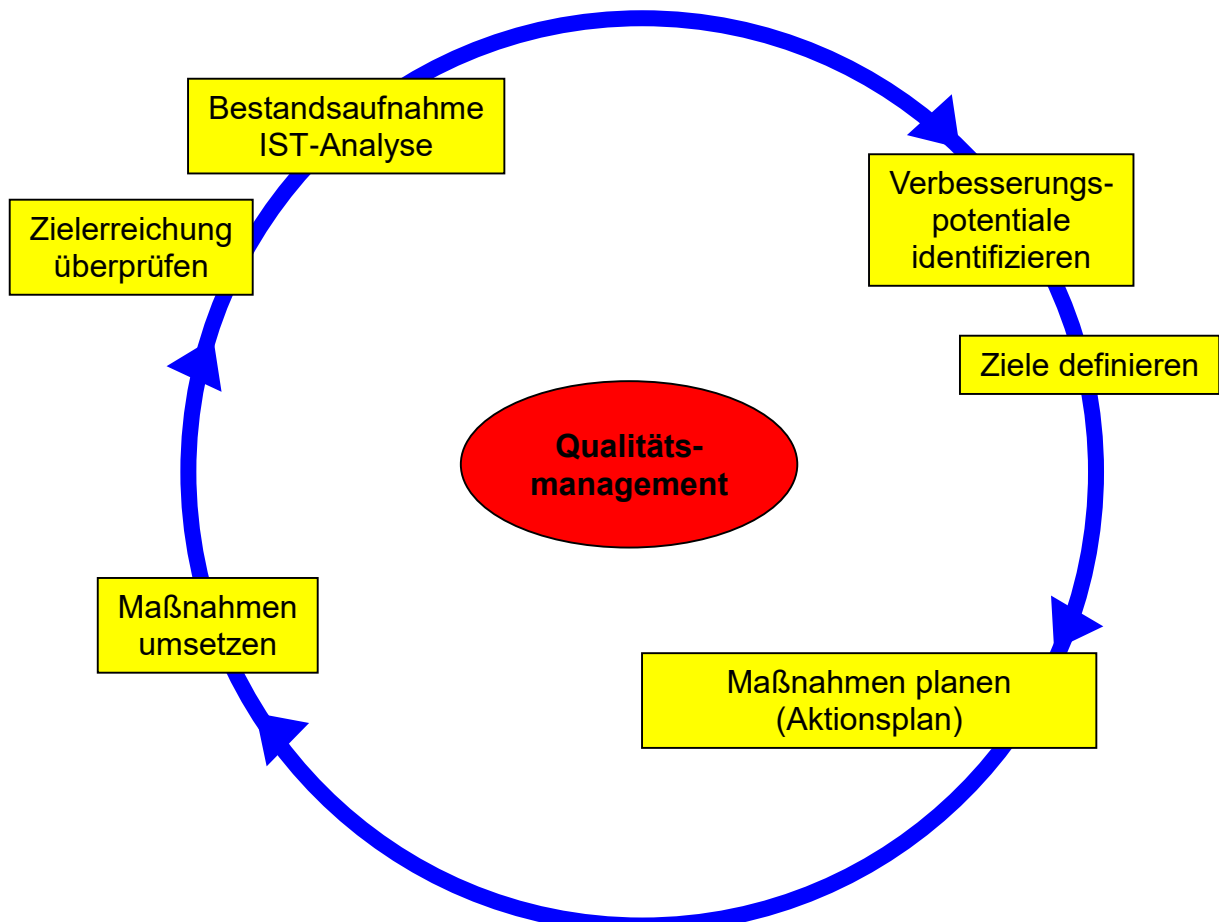 Bestandsaufnahme
IST-Analyse
Verbesserungs-
potentiale
identifizieren
Ziele definieren
Maßnahmen planen
(Aktionsplan)
Maßnahmen
umsetzen
Zielerreichung
überprüfen
Qualitäts-
management